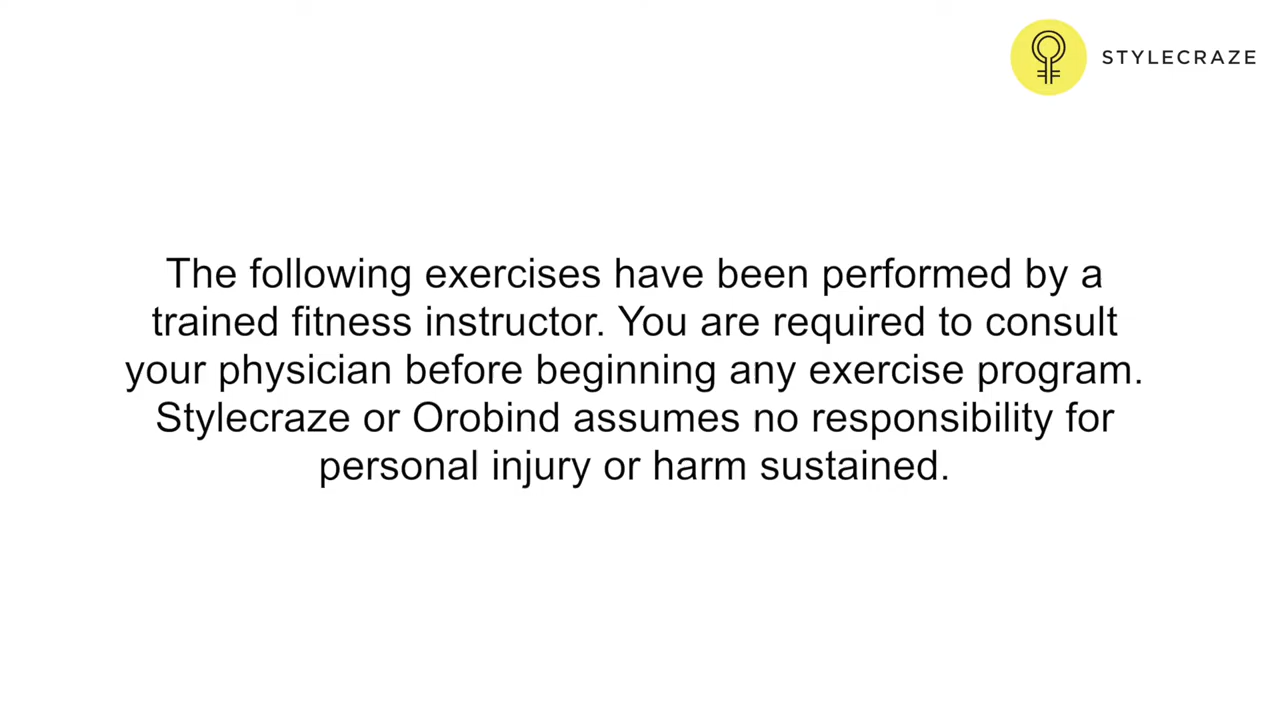 STYLECRAZE
The following exercises have been performed by a
trained fitness instructor. You are required to consult
your physician before beginning any exercise program.
Stylecraze or Orobind assumes no responsibility for
personal injury or harm sustained.